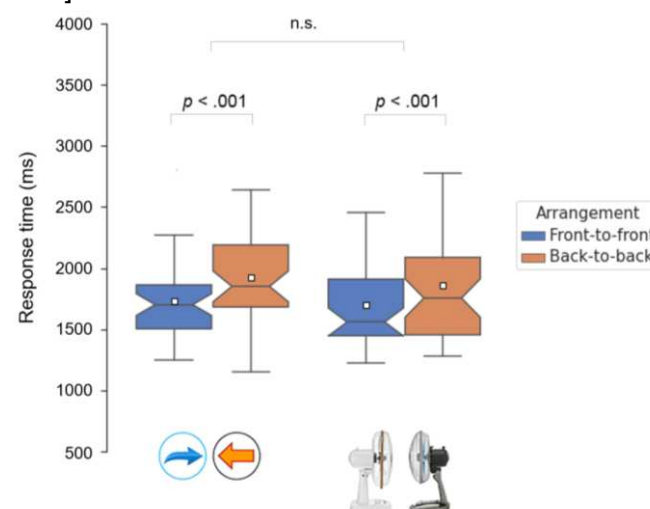 4000
n.s.
3500
p < .001
p < .001
3000
Response time (ms)
2500
Arrangement
Front-to-front
Back-to-back
2000
1500
1000
500